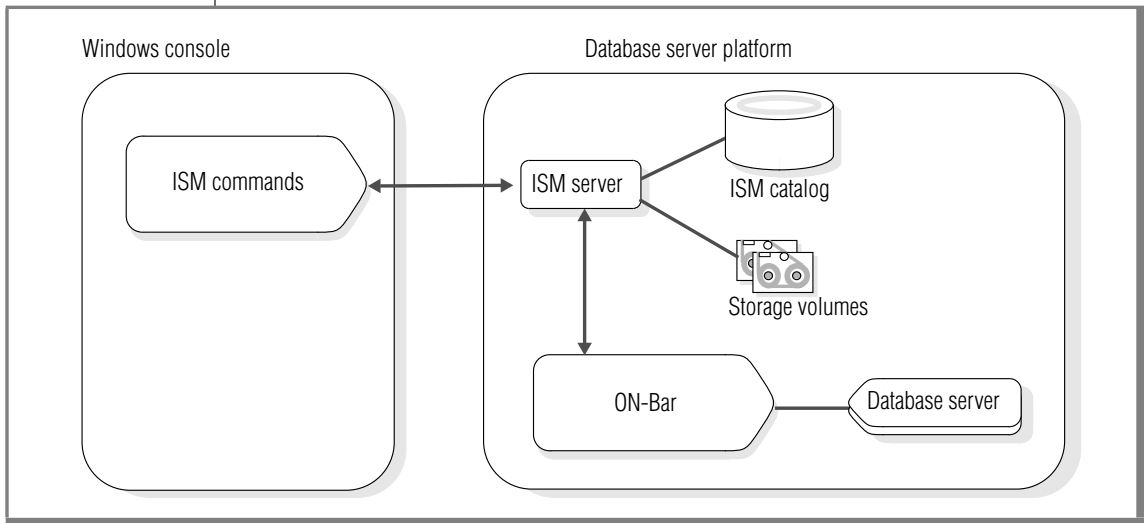 Windows console
Database server platform
ISM commands
ISM server
ISM catalog
Storage volumes
ON-Bar
Database server